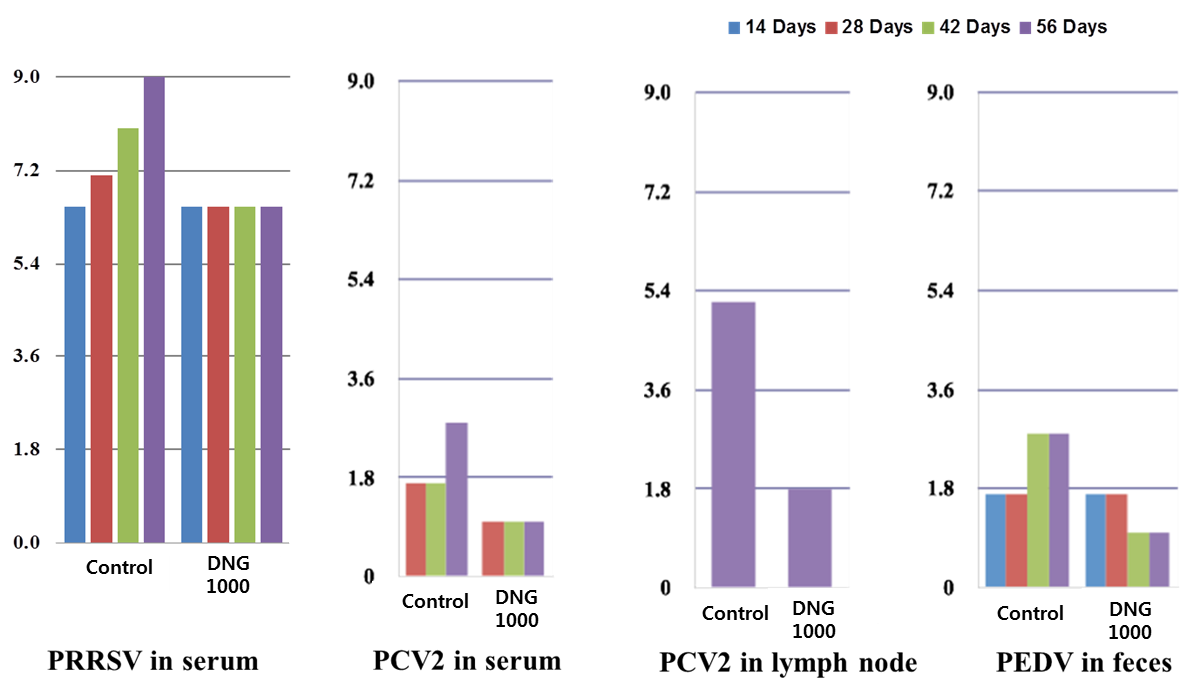 14 Days 28 Days 42 Days 56 Days
9.0
7.2
5.4
3.6
1.8
0.0
Control
DNG
1000
PRRSV in serum
9.0
7.2
5.4
3.6
1.8
0
Control
DNG
1000
PCV2 in serum
9.0
7.2
5.4
3.6
1.8
0
Control
DNG
1000
PCV2 in lymph node
9.0
7.2
5.4
3.6
1.8
0
Control
DNG
1000
PEDV in feces